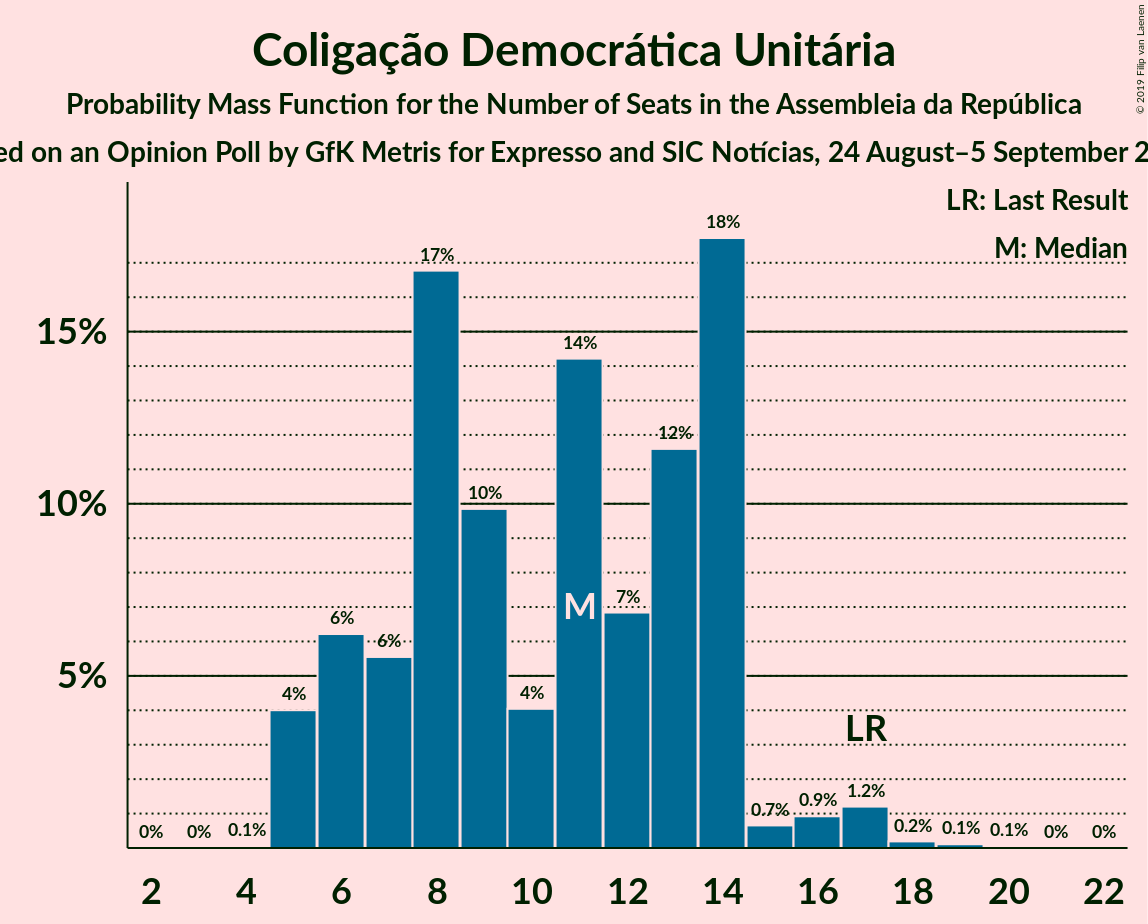 Coligação Democrática Unitária
Probability Mass Function for the Number of Seats in the Assembleia da República
on an Opinion Poll by GfK Metris for Expresso and SIC Notícias, 24 August–5 September
© 2019 Filip van Laenen
LR: Last Result
M: Median
18%
17%
15%
14%
12%
10%
10%
7%
M
6%
6%
5%
4%
4%
LR
1.2%
0.9%
0.7%
0% 0% 0.1% 0.2% 0.1% 0.1% 0% 0%
2 4 6 8 10 12 14 16 18 20 22